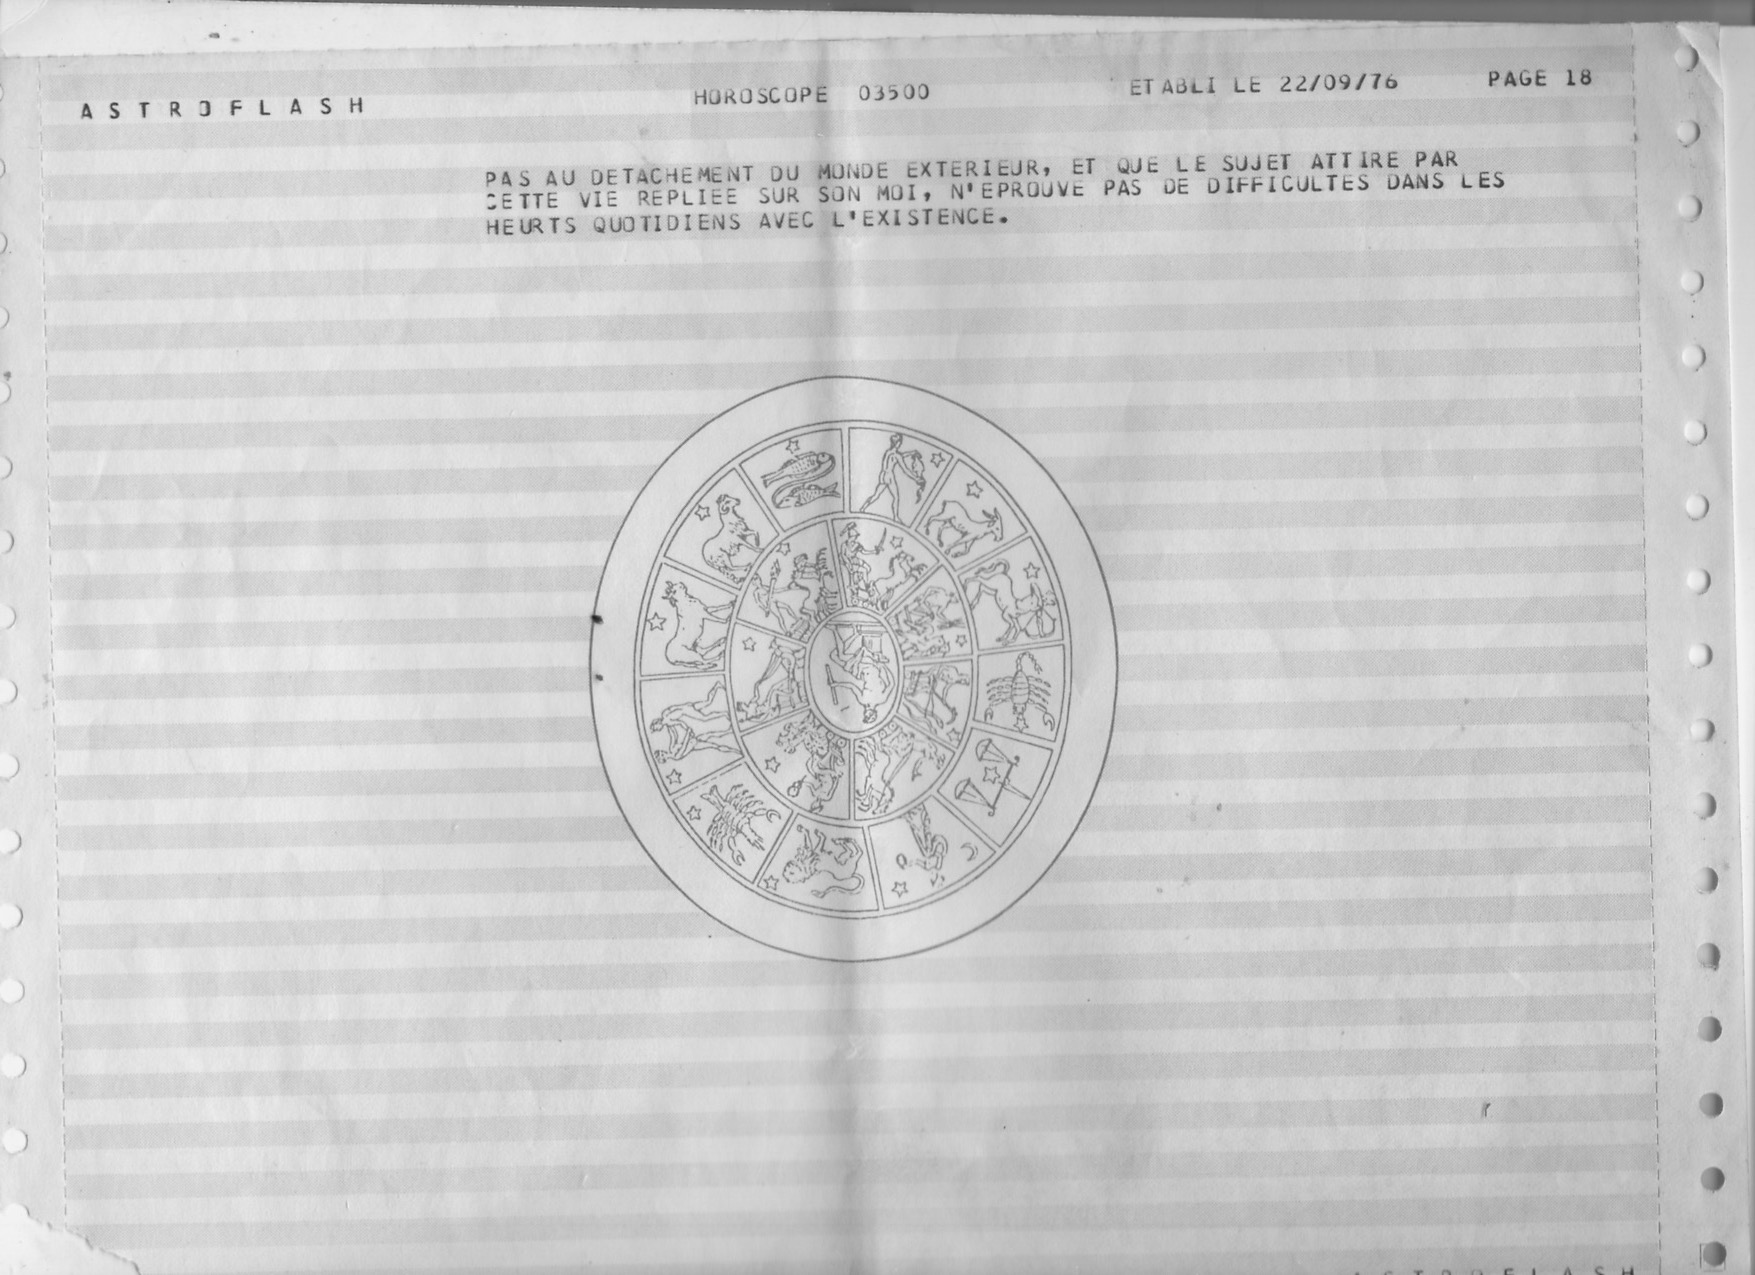 ASTROFLASH HOROSCOPE 03500 ETABLI LE 22/09/76 PAGE 18
PAS AU DETACHEMENT DU MONDE EXTERIEUR, ET QUE LE SUJET ATTIRE PAR
CETTE VIE REPLIEE SUR SON MOI, N'EPROUVE PAS DE DIFFICULTES DANS LES
HEURTS QUOTIDIENS AVEC L'EXISTENCE.
ASTROFLASH